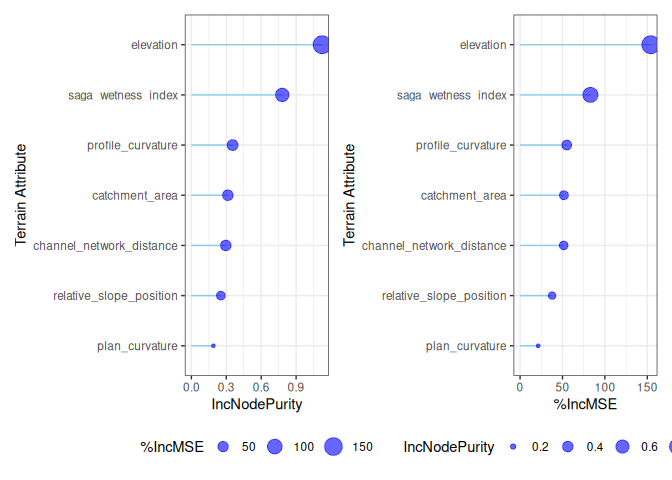 elevation
saga_wetness_index
profile_curvature
catchment_area
channel_network_distance
relative_slope_position
plan_curvature
Terrain Attribute
0.0 0.3 0.6 0.9
IncNodePurity
elevation
saga_wetness_index
profile_curvature
catchment_area
channel_network_distance
relative_slope_position
plan_curvature
Terrain Attribute
0 50 100 150
%IncMSE
%IncMSE 50 100 150
IncNodePurity 0.2 0.4 0.6